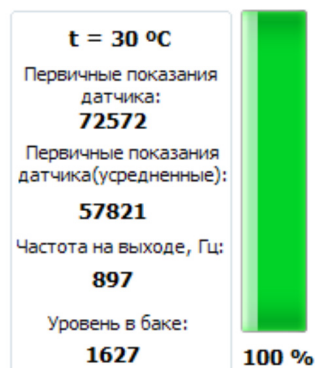 t = 30 ºC
Первичные показания
датчика:
72572
Первичные показания
датчика(усредненные):
57821
Частота на выходе, Гц:
897
Уровень в баке:
1627
100 %